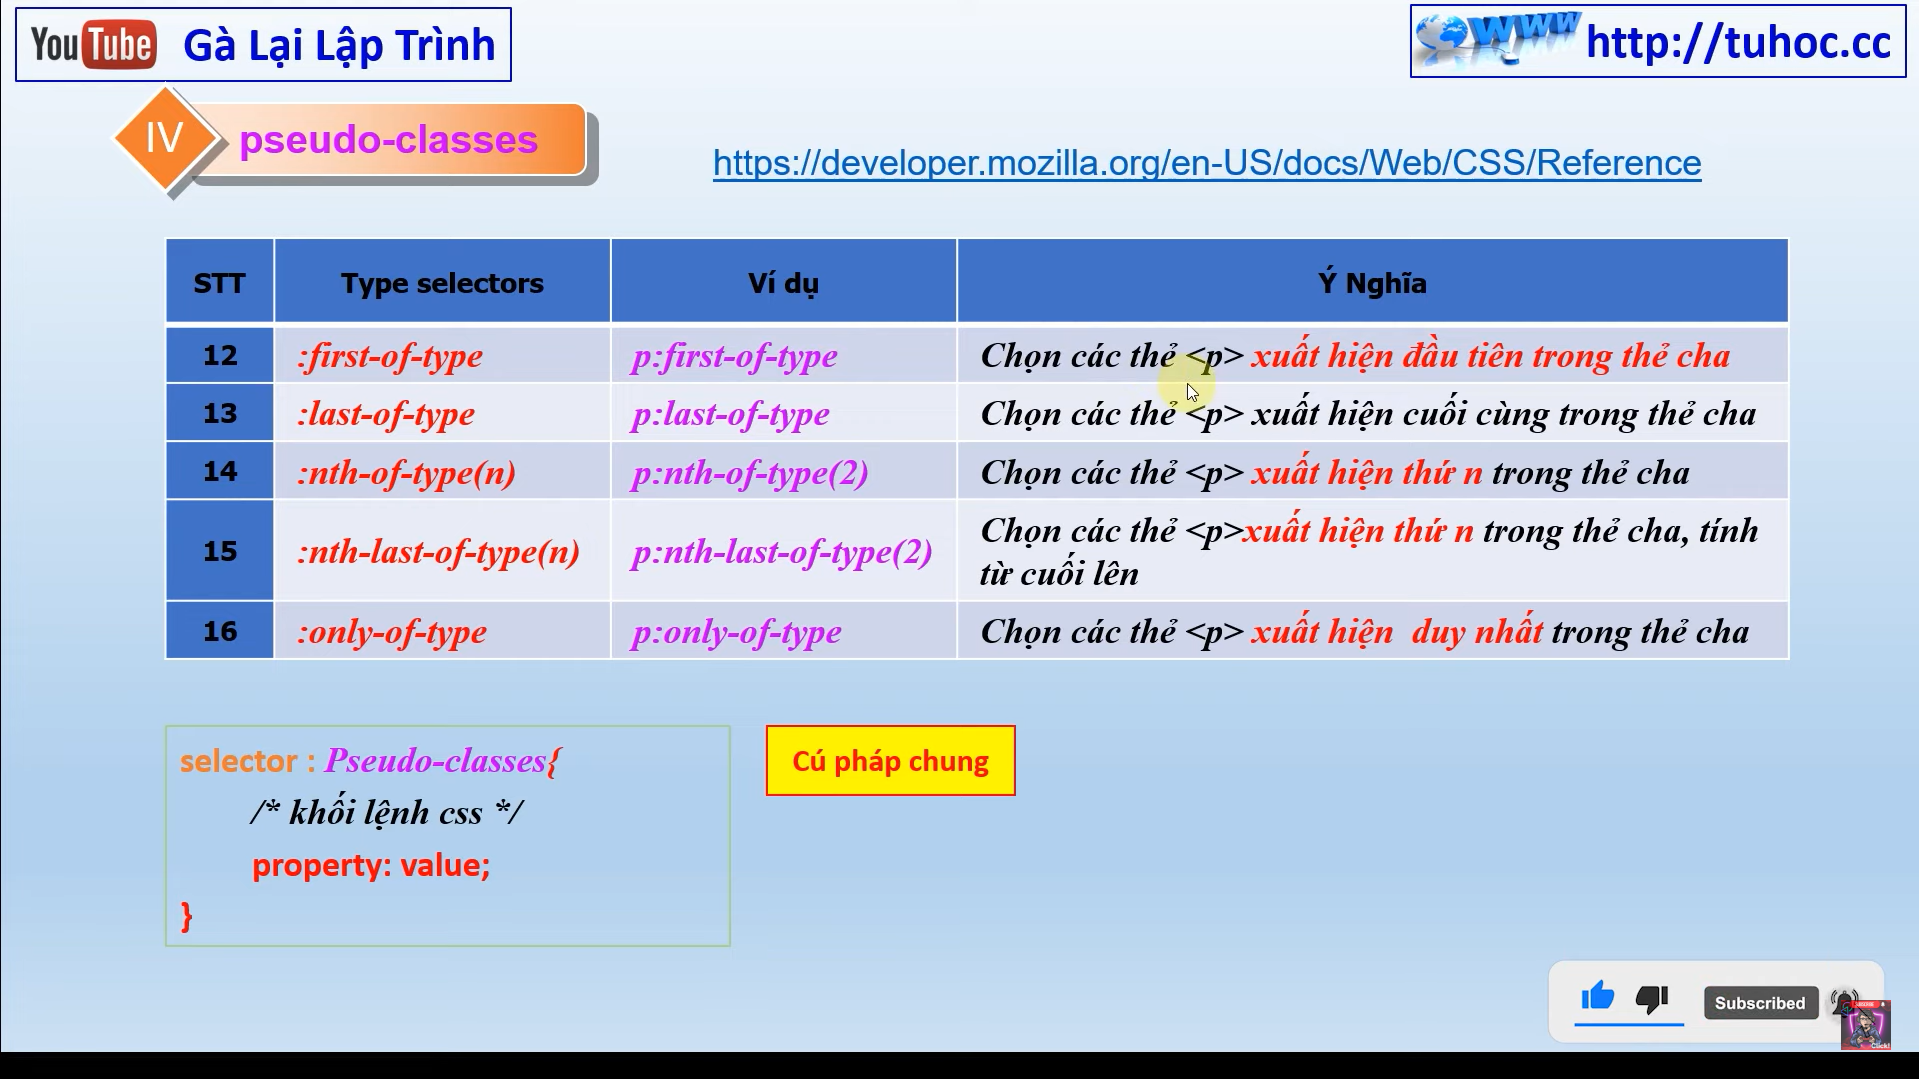 YouTube Gà Lại Lập Trình
WWW http://tuhoc.cc
IV pseudo-classes
https://developer.mozilla.org/en-US/docs/Web/CSS/Reference
STT Type selectors Ví dụ Ý Nghĩa
12 :first-of-type p:first-of-type Chọn các thẻ <p> xuất hiện đầu tiên trong thẻ cha
13 :last-of-type p:last-of-type Chọn các thẻ <p> xuất hiện cuối cùng trong thẻ cha
14 :nth-of-type(n) p:nth-of-type(2) Chọn các thẻ <p> xuất hiện thứ n trong thẻ cha
15 :nth-last-of-type(n) p:nth-last-of-type(2) Chọn các thẻ <p>xuất hiện thứ n trong thẻ cha, tính
từ cuối lên
16 :only-of-type p:only-of-type Chọn các thẻ <p> xuất hiện duy nhất trong thẻ cha
selector : Pseudo-classes{
/* khối lệnh css */
property: value;
}
Cú pháp chung
Subscribed
SUBSCRIBE
Click!